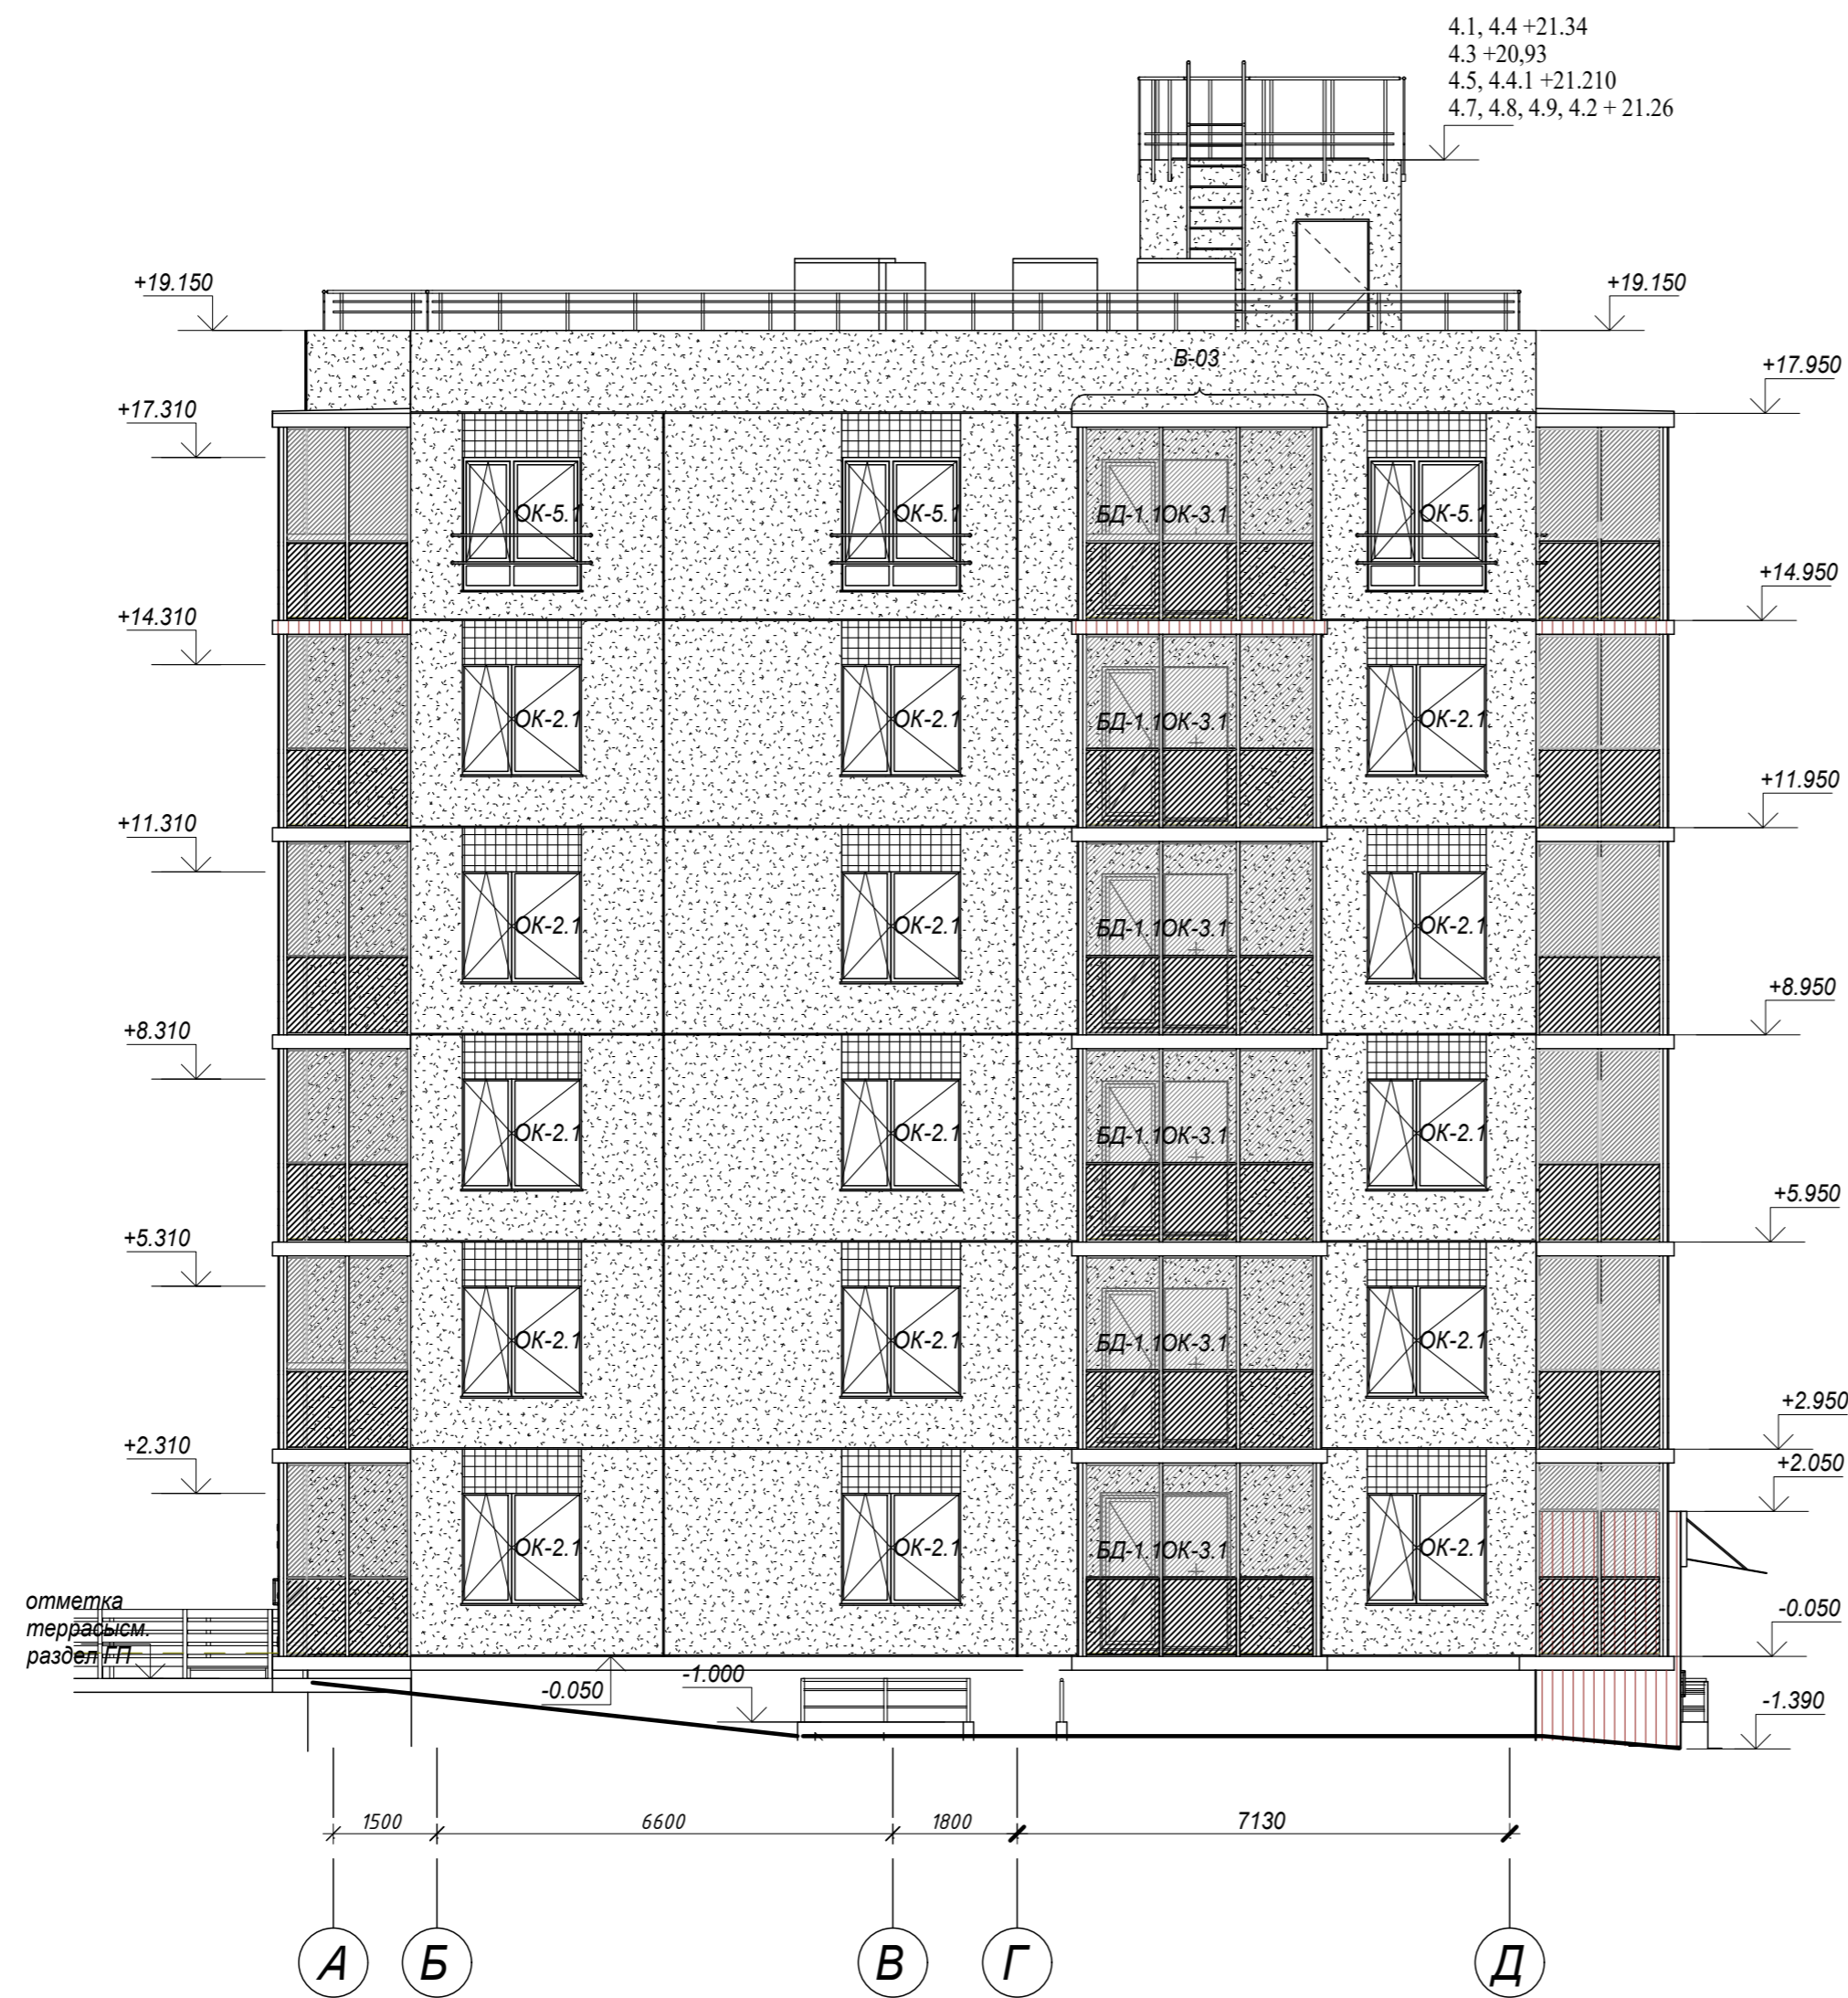 4.1, 4.4 +21.34
4.3 +20,93
4.5, 4.4.1 +21.210
4.7, 4.8, 4.9, 4.2 + 21.26
+19.150
+19.150
В-03
+17.950
+17.310
ОК-5.1
ОК-5.1
БД-1.1
ОК-3.1
ОК-5.1
+14.950
+14.310
ОК-2.1
ОК-2.1
БД-1.1
ОК-3.1
ОК-2.1
+11.950
+11.310
ОК-2.1
ОК-2.1
БД-1.1
ОК-3.1
ОК-2.1
+8.950
+8.310
ОК-2.1
ОК-2.1
БД-1.1
ОК-3.1
ОК-2.1
+5.950
+5.310
ОК-2.1
ОК-2.1
БД-1.1
ОК-3.1
ОК-2.1
+2.950
+2.310
+2.050
ОК-2.1
ОК-2.1
БД-1.1
ОК-3.1
ОК-2.1
отметка
террасысм.
раздел ГП
-0.050
-0.050
-1.000
-1.390
1500
6600
1800
7130
А
Б
В
Г
Д